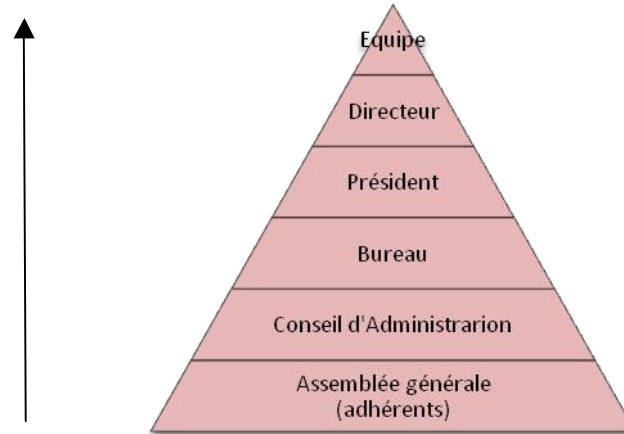 Equipe
Directeur
Président
Bureau
Conseil d'Administrarion
Assemblée générale
(adhérents)